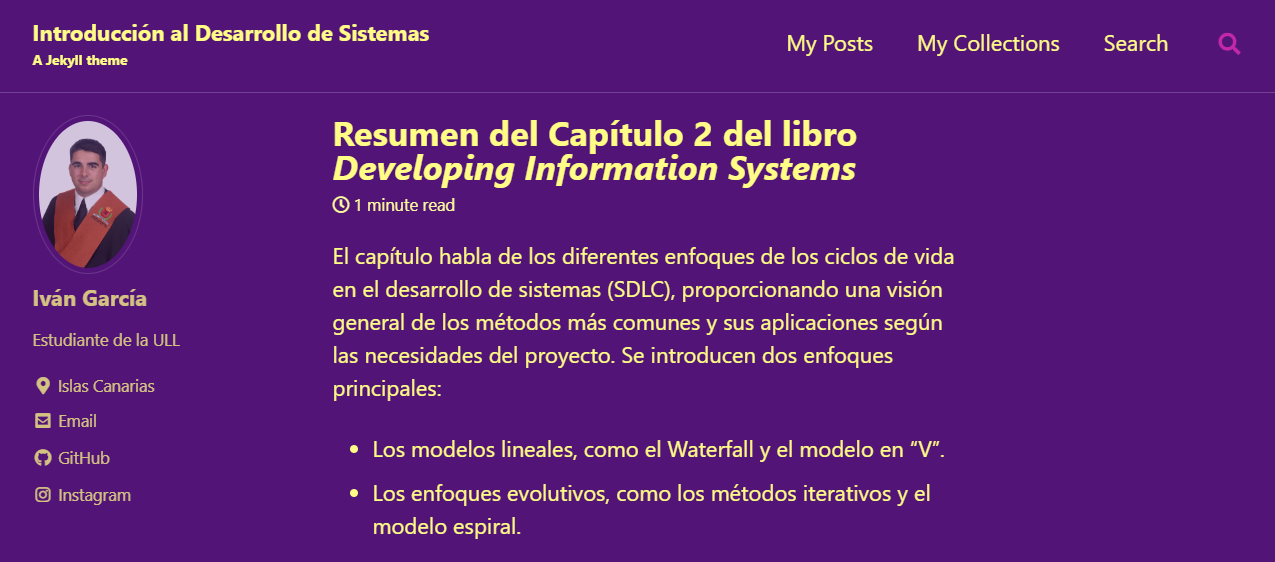 Introducción al Desarrollo de Sistemas
A Jekyll theme
My Posts
My Collections
Search
Iván García
Estudiante de la ULL
Islas Canarias
Email
GitHub
Instagram
Resumen del Capítulo 2 del libro
Developing Information Systems
1 minute read
El capítulo habla de los diferentes enfoques de los ciclos de vida
en el desarrollo de sistemas (SDLC), proporcionando una visión
general de los métodos más comunes y sus aplicaciones según
las necesidades del proyecto. Se introducen dos enfoques
principales:
• Los modelos lineales, como el Waterfall y el modelo en “V”.
• Los enfoques evolutivos, como los métodos iterativos y el
modelo espiral.